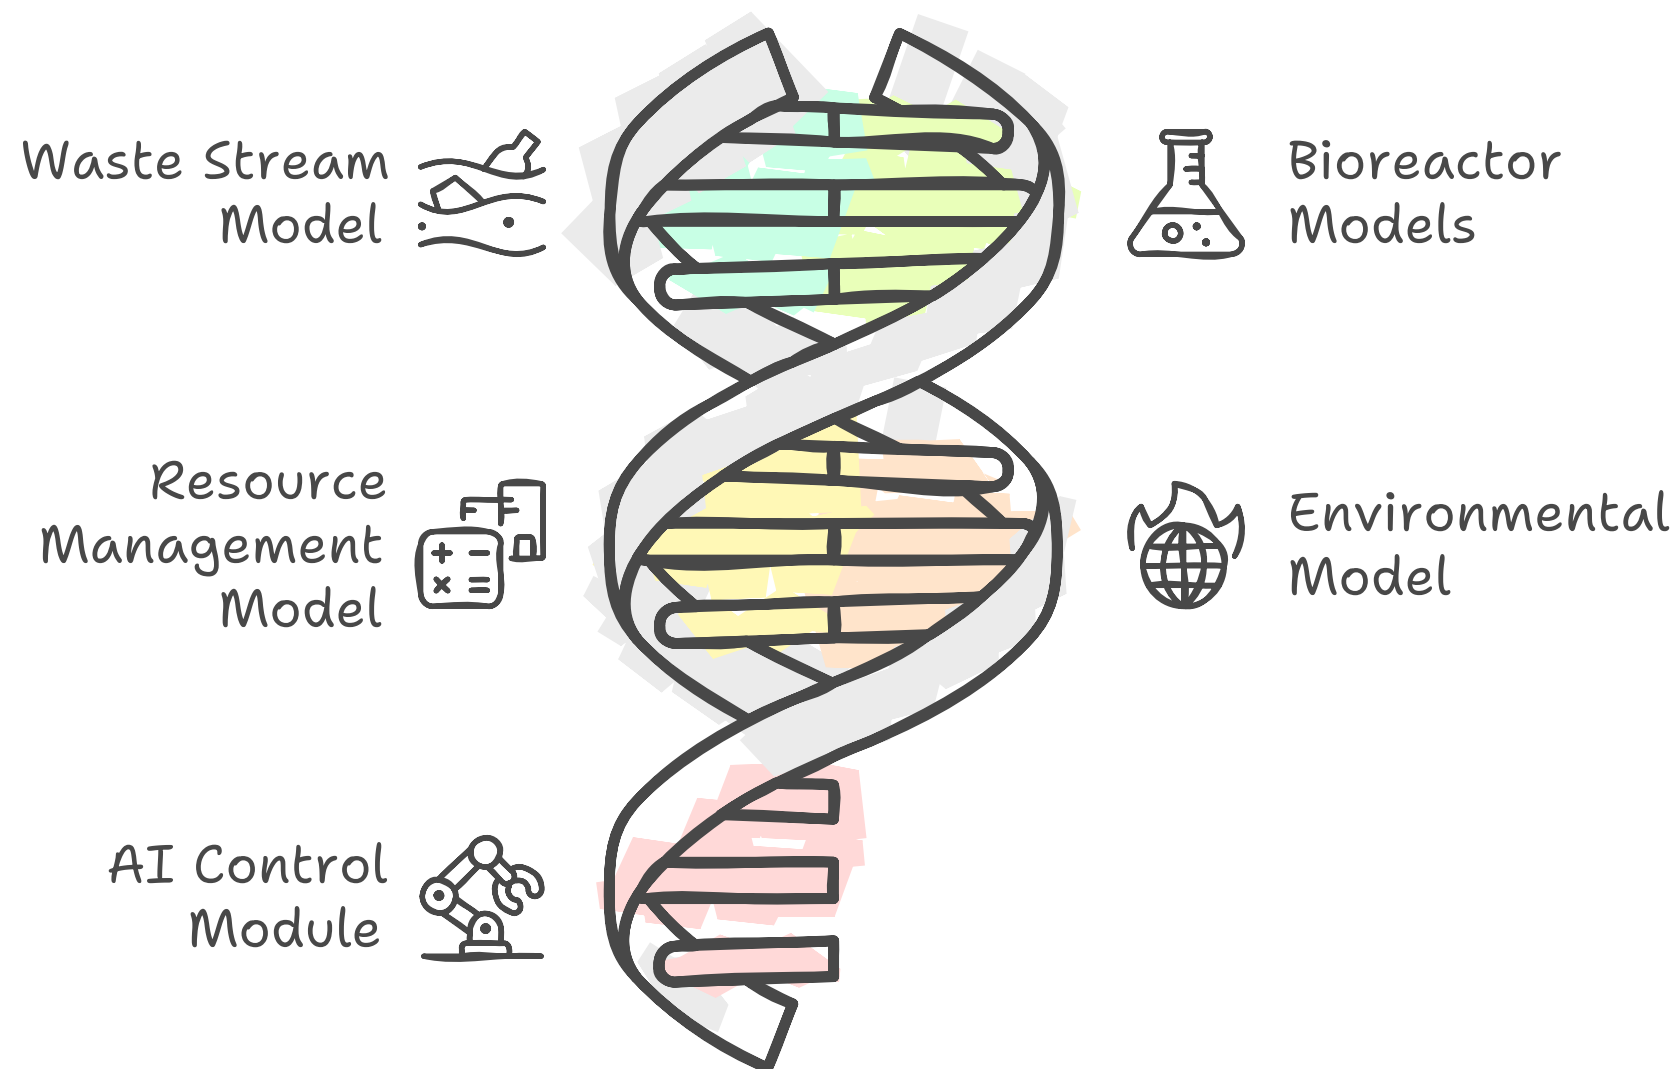 Waste Stream
Model
Bioreactor
Models
Resource
Management
Model
Environmental
Model
AI Control
Module